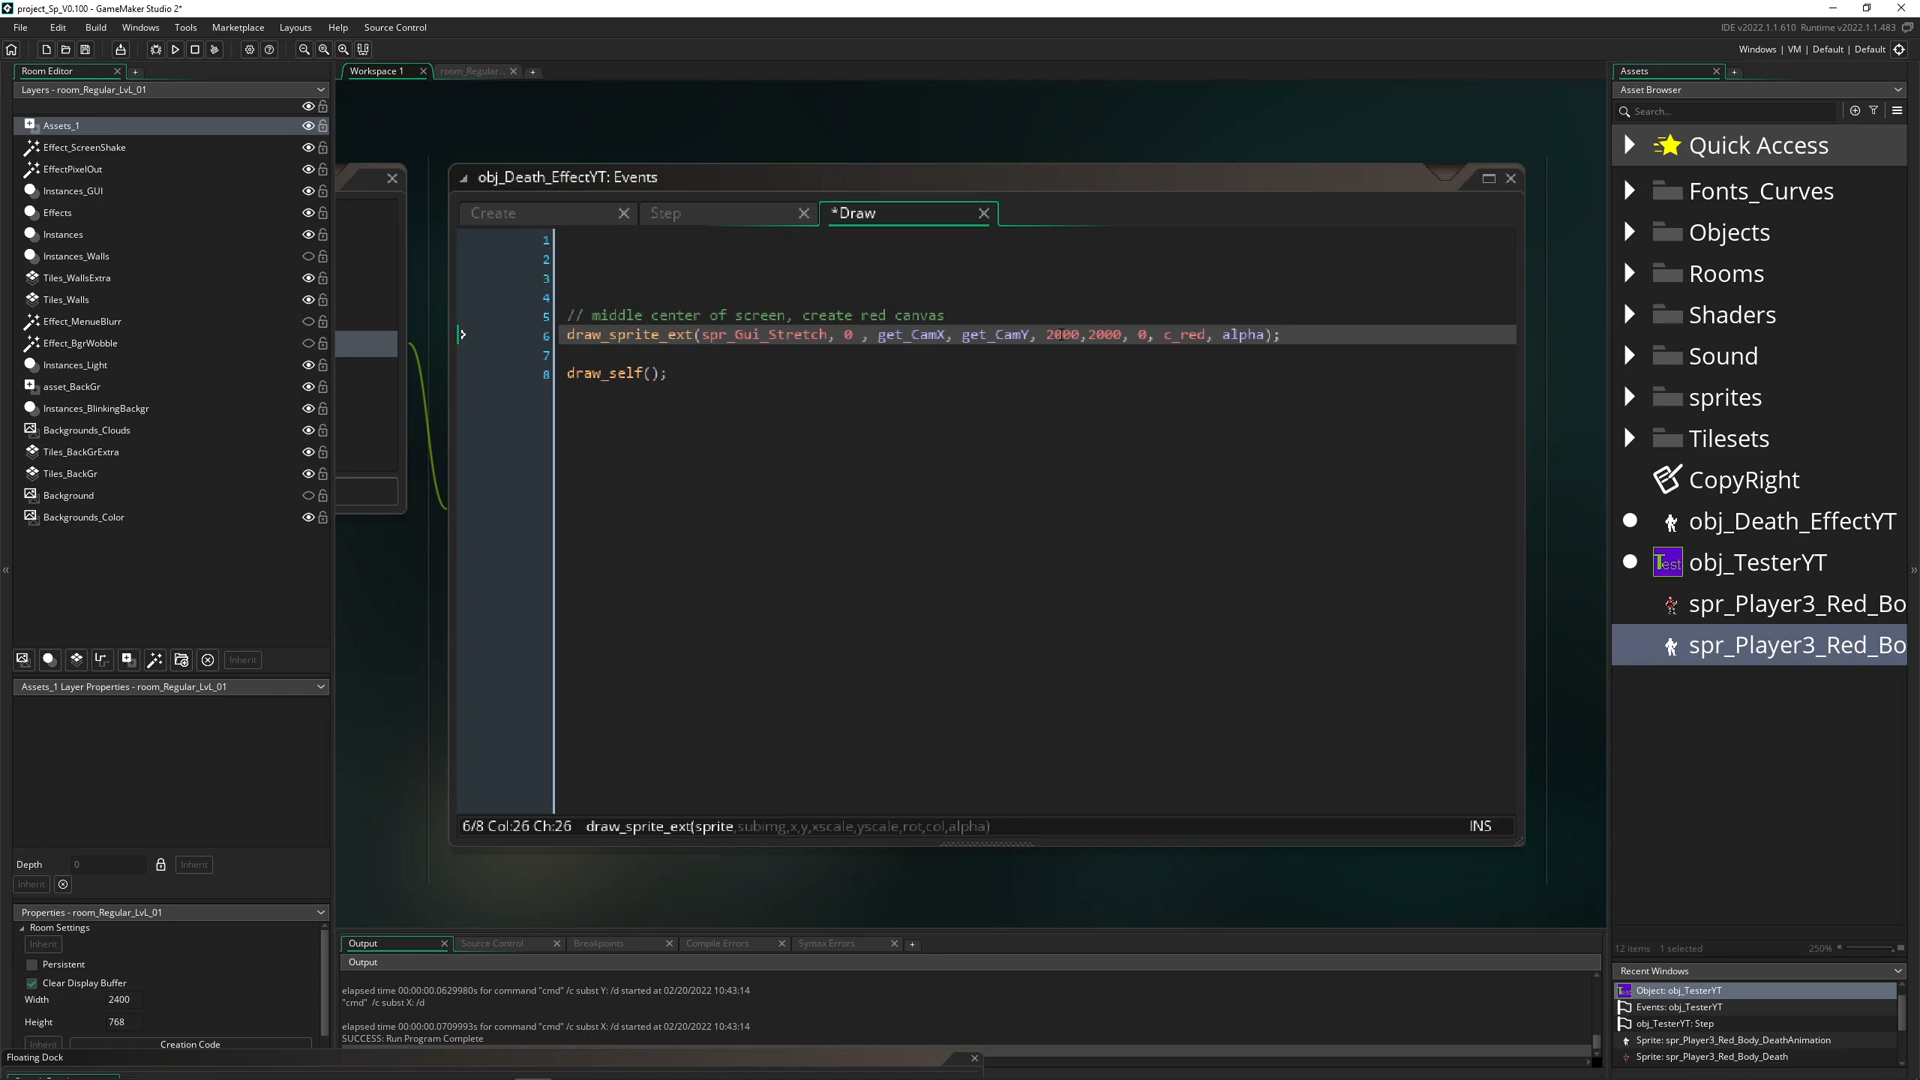 project_Sp_V0.100 - GameMaker Studio 2*
File Edit Build Windows Tools Marketplace Layouts Help Source Control
IDE v2022.1.1.610 Runtime v2022.1.1.483
Windows | VM | Default | Default
Room Editor
Layers - room_Regular_LvL_01
Assets_1
Effect_ScreenShake
EffectPixelOut
Instances_GUI
Effects
Instances
Instances_Walls
Tiles_WallsExtra
Tiles_Walls
Effect_MenueBlurr
Effect_BgrWobble
Instances_Light
asset_BackGr
Instances_BlinkingBackgr
Backgrounds_Clouds
Tiles_BackGrExtra
Tiles_BackGr
Background
Backgrounds_Color
Inherit
Assets_1 Layer Properties - room_Regular_LvL_01
Depth 0 Inherit
Inherit
Properties - room_Regular_LvL_01
Room Settings
Inherit
Persistent
Clear Display Buffer
Width 2400
Height 768
Inherit Creation Code
Floating Dock
Workspace 1 room_Regular...
obj_Death_EffectYT: Events
Create Step *Draw
1
2
3
4
5 // middle center of screen, create red canvas
6 draw_sprite_ext(spr_Gui_Stretch, 0 , get_CamX, get_CamY, 2000,2000, 0, c_red, alpha);
7
8 draw_self();
6/8 Col:26 Ch:26 draw_sprite_ext(sprite,subimg,x,y,xscale,yscale,rot,col,alpha) INS
Output Source Control Breakpoints Compile Errors Syntax Errors
Output
elapsed time 00:00:00.0629980s for command "cmd" /c subst Y: /d started at 02/20/2022 10:43:14
"cmd"  /c subst X: /d
elapsed time 00:00:00.0709993s for command "cmd" /c subst X: /d started at 02/20/2022 10:43:14
SUCCESS: Run Program Complete
Assets
Asset Browser
Search...
Quick Access
Fonts_Curves
Objects
Rooms
Shaders
Sound
sprites
Tilesets
CopyRight
obj_Death_EffectYT
Test obj_TesterYT
spr_Player3_Red_Bo
spr_Player3_Red_Bo
12 items 1 selected 250%
Recent Windows
Object: obj_TesterYT
Events: obj_TesterYT
obj_TesterYT: Step
Sprite: spr_Player3_Red_Body_DeathAnimation
Sprite: spr_Player3_Red_Body_Death